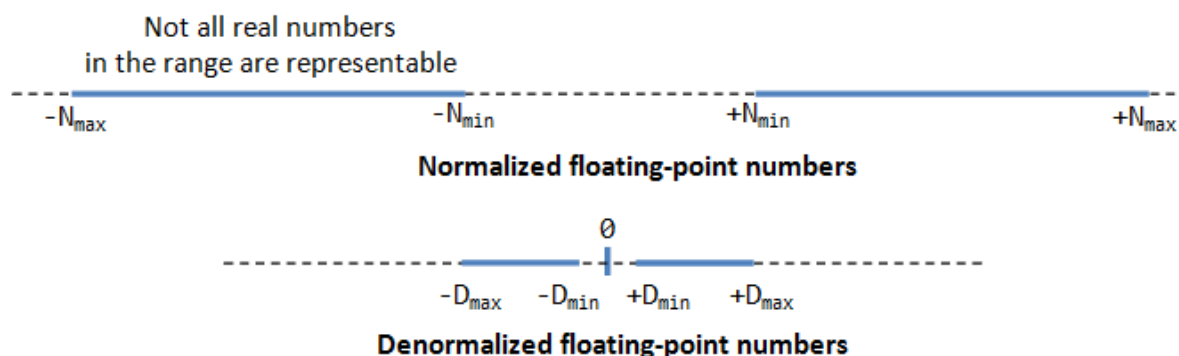 Not all real numbers
in the range are representable
-Nmax -Nmin +Nmin +Nmax
Normalized floating-point numbers
0
-Dmax -Dmin +Dmin +Dmax
Denormalized floating-point numbers